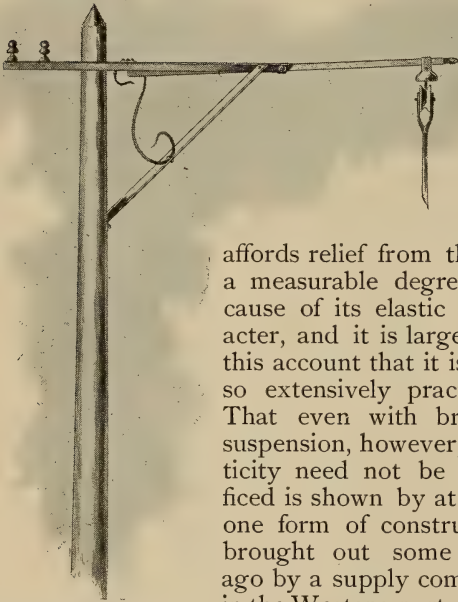 affords relief from th
a measurable degre
cause of its elastic
acter, and it is large
this account that it is
so extensively prac
That even with br
suspension, however
ticity need not be
ficed is shown by at
one form of constru
brought out some
ago by a supply com